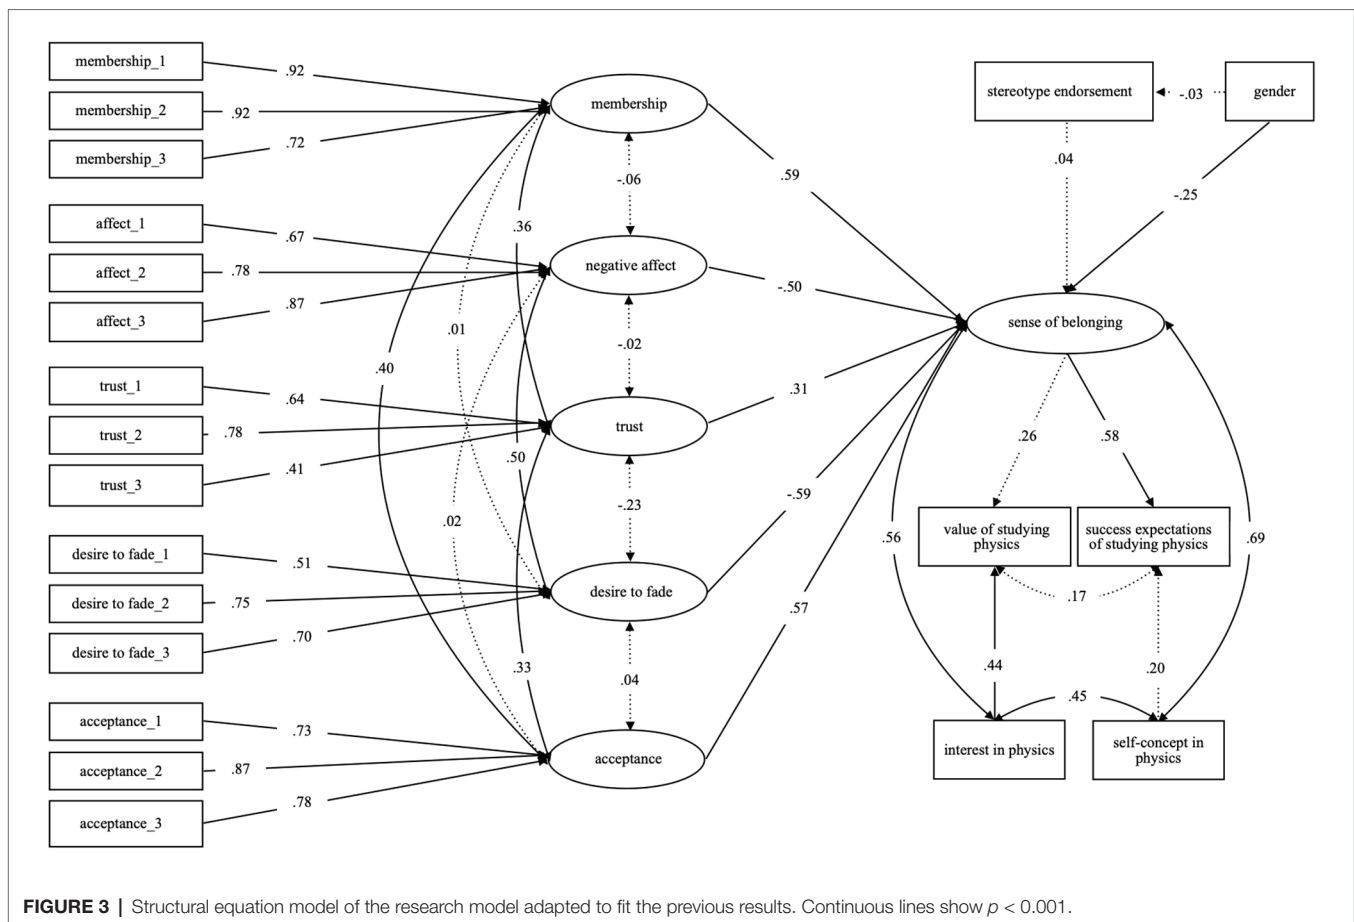 membership_1
membership_2
membership_3
affect_1
affect_2
affect_3
trust_1
trust_2
trust_3
desire to fade_1
desire to fade_2
desire to fade_3
acceptance_1
acceptance_2
acceptance_3
.92
.92
.72
.67
.78
.87
.64
.78
.41
.51
.75
.70
.73
.87
.78
membership
negative affect
trust
desire to fade
acceptance
-.06
-.02
-.23
.04
.36
.01
.40
.50
.02
.33
.59
-.50
.31
-.59
.57
stereotype endorsement
-.03
gender
.04
-.25
sense of belonging
.26
.58
.56
.69
value of studying
physics
success expectations
of studying physics
.17
.44
.20
.45
interest in physics
self-concept in
physics
FIGURE 3 | Structural equation model of the research model adapted to fit the previous results. Continuous lines show p < 0.001.